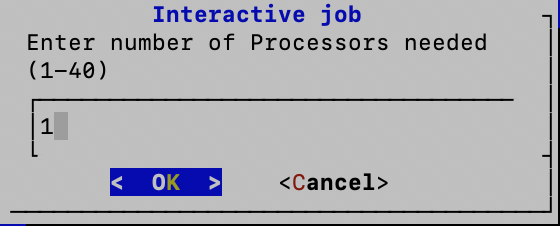 Interactive job
Enter number of Processors needed
(1-40)
1
< OK > <Cancel>